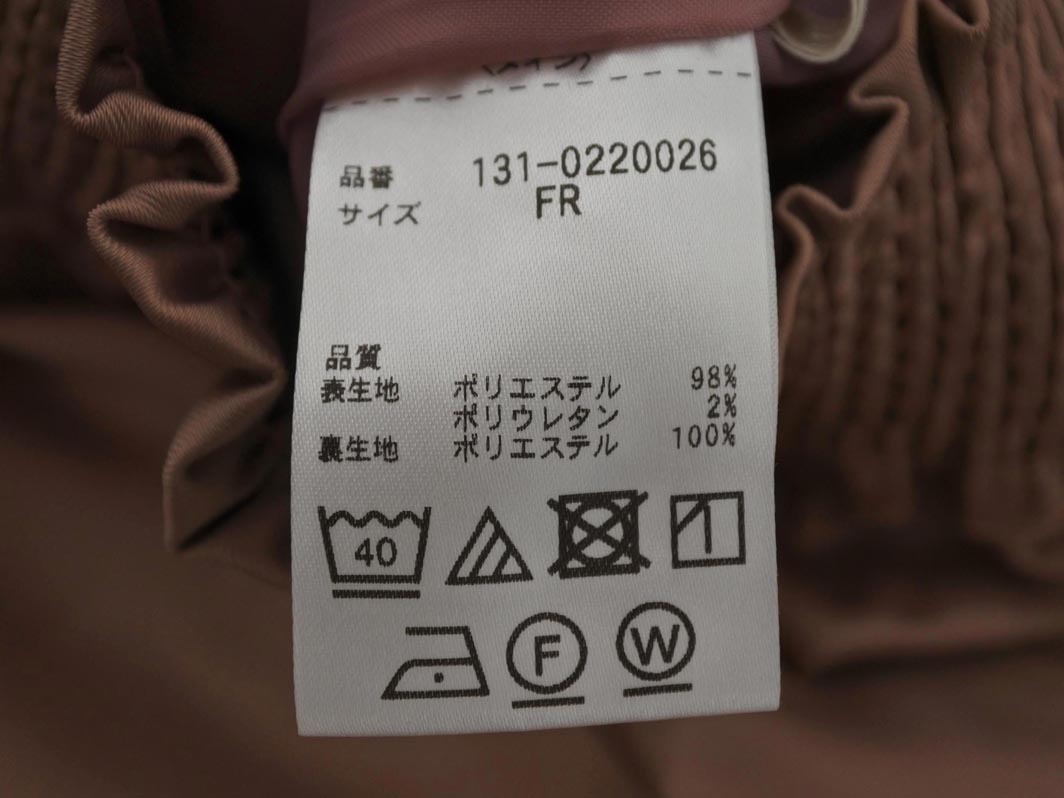 品番 131-0220026
サイズ FR
品質
表生地 ポリエステル 98%
ポリウレタン 2%
裏生地 ポリエステル 100%
40
F
W